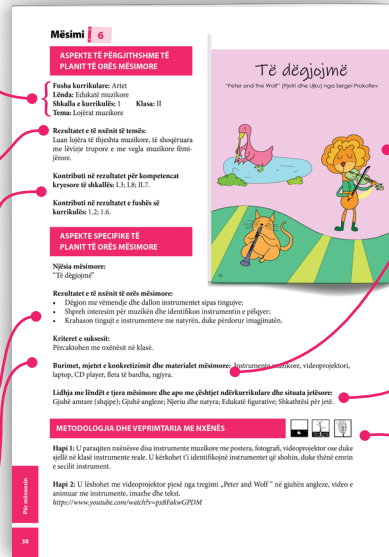 Mësimi 6
ASPEKTE TË PËRGJITHSHME TË
PLANIT TË ORËS MËSIMORE
Fusha kurrikulare: Artet
Lënda: Edukatë muzikore
Shkalla e kurrikulës: 1 Klasa: II
Tema: Lojërat muzikore
Rezultatet e të nxënit të temës:
Luan lojëra të thjeshta muzikore, të shoqëruara
me lëvizje trupore e me vegla muzikore fëmi-
jërore.
Kontributi në rezultatet për kompetencat
kryesore të shkallës: I.3; I.8; II.7.
Kontributi në rezultatet e fushës së
kurrikulës: 1.2; 1.6.
ASPEKTE SPECIFIKE TË
PLANIT TË ORËS MËSIMORE
Njësia mësimore:
"Të dëgjojmë"
Rezultatet e të nxënit të orës mësimore:
• Dëgjon me vëmendje dhe dallon instrumentet sipas tingujve;
• Shpreh interesim për muzikën dhe identifikon instrumentin e pëlqyer;
• Krahason tingujt e instrumenteve me natyrën, duke përdorur imagjinatën.
Kriteret e suksesit:
Përcaktohen me nxënësit në klasë.
Burimet, mjetet e konkretizimit dhe materialet mësimore: Instrumente muzikore, videoprojektori,
laptop, CD player, fleta të bardha, ngjyra.
Lidhja me lëndët e tjera mësimore dhe apo me çështjet ndërkurrikulare dhe situata jetësore:
Gjuhë amtare (shqipe); Gjuhë angleze; Njeriu dhe natyra; Edukatë figurative; Shkathtësi për jetë.
METODOLOGJIA DHE VEPRIMTARIA ME NXËNËS
Hapi 1: U paraqiten nxënësve disa instrumente muzikore me postera, fotografi, videoprojektor ose duke
sjellë në klasë instrumente reale. U kërkohet t'i identifikojnë instrumentet që shohin, duke thënë emrin
e secilit instrument.
Hapi 2: U lëshohet me videoprojektor pjesë nga tregimi „Peter and Wolf" në gjuhën angleze, video e
animuar me instrumente, imazhe dhe tekst.
https://www.youtube.com/watch?v=px8FakwGPDM
Për mësuesin
38
Të dëgjojmë
"Peter and the Wolf" (Pjetri dhe Ujku) nga Sergei Prokofiev